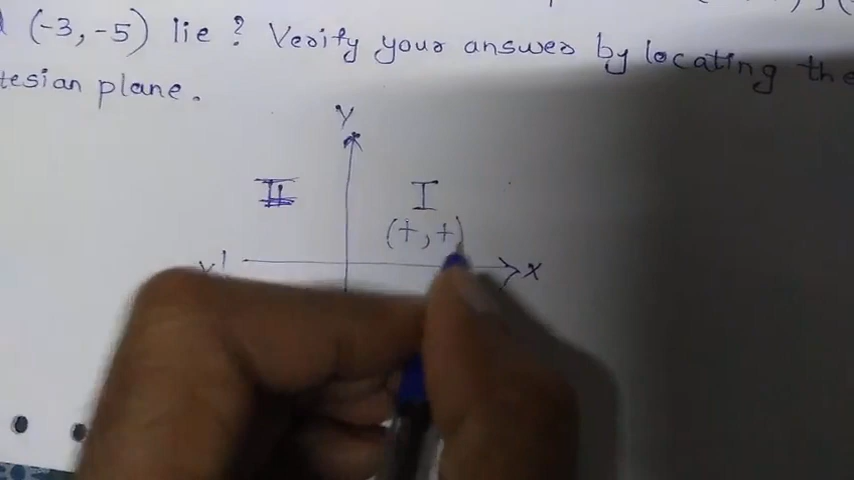 (-3, -5) lie ? Verify your answer by locating the
tesian plane.
Y
II I
(+, +)
X' X